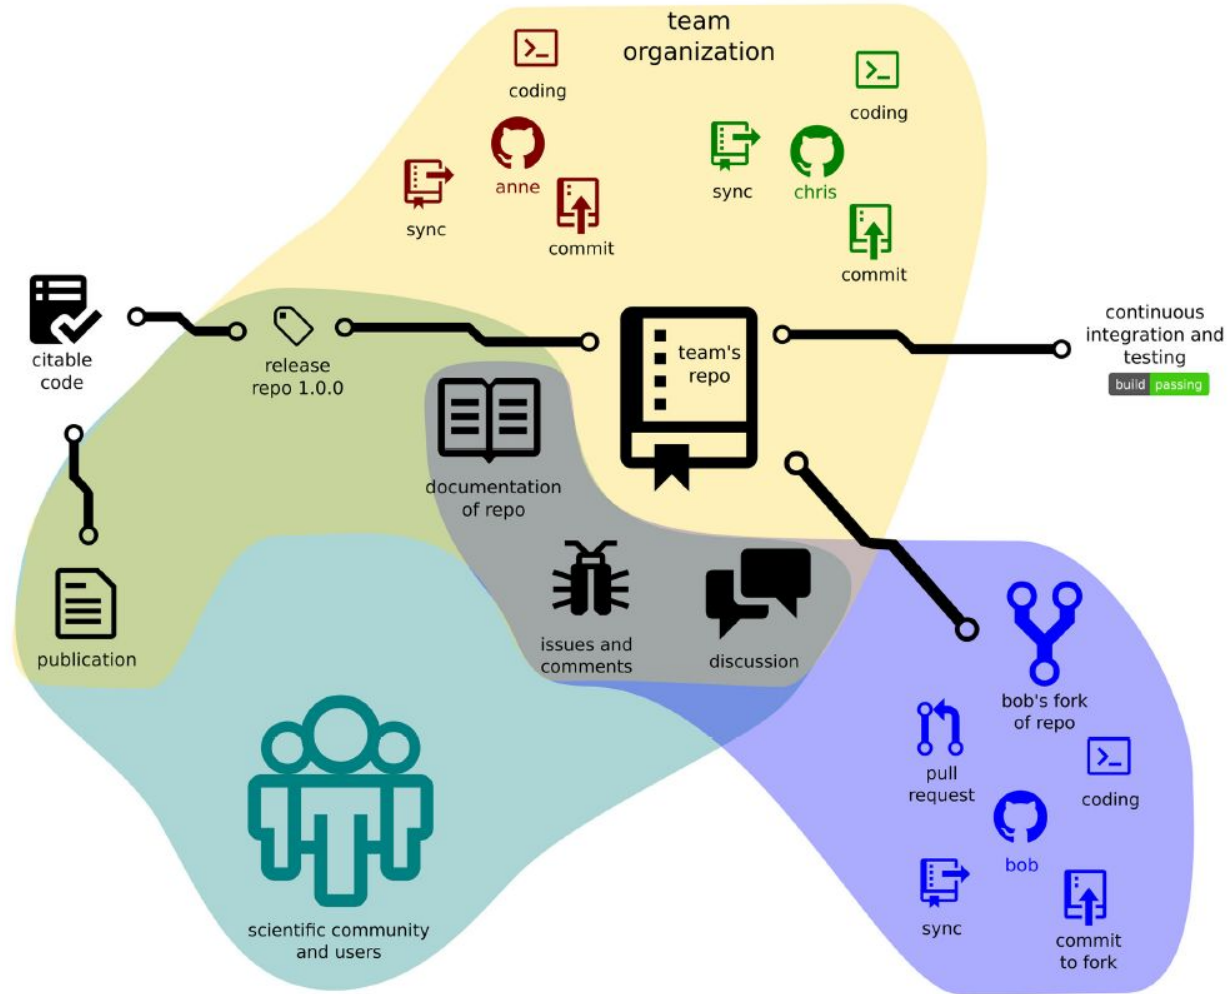 team
organization
coding
coding
anne
sync
commit
sync
chris
commit
citable
code
release
repo 1.0.0
team's
repo
continuous
integration and
testing
build passing
documentation
of repo
publication
issues and
comments
discussion
bob's fork
of repo
pull
request
coding
bob
sync
commit
to fork
scientific community
and users